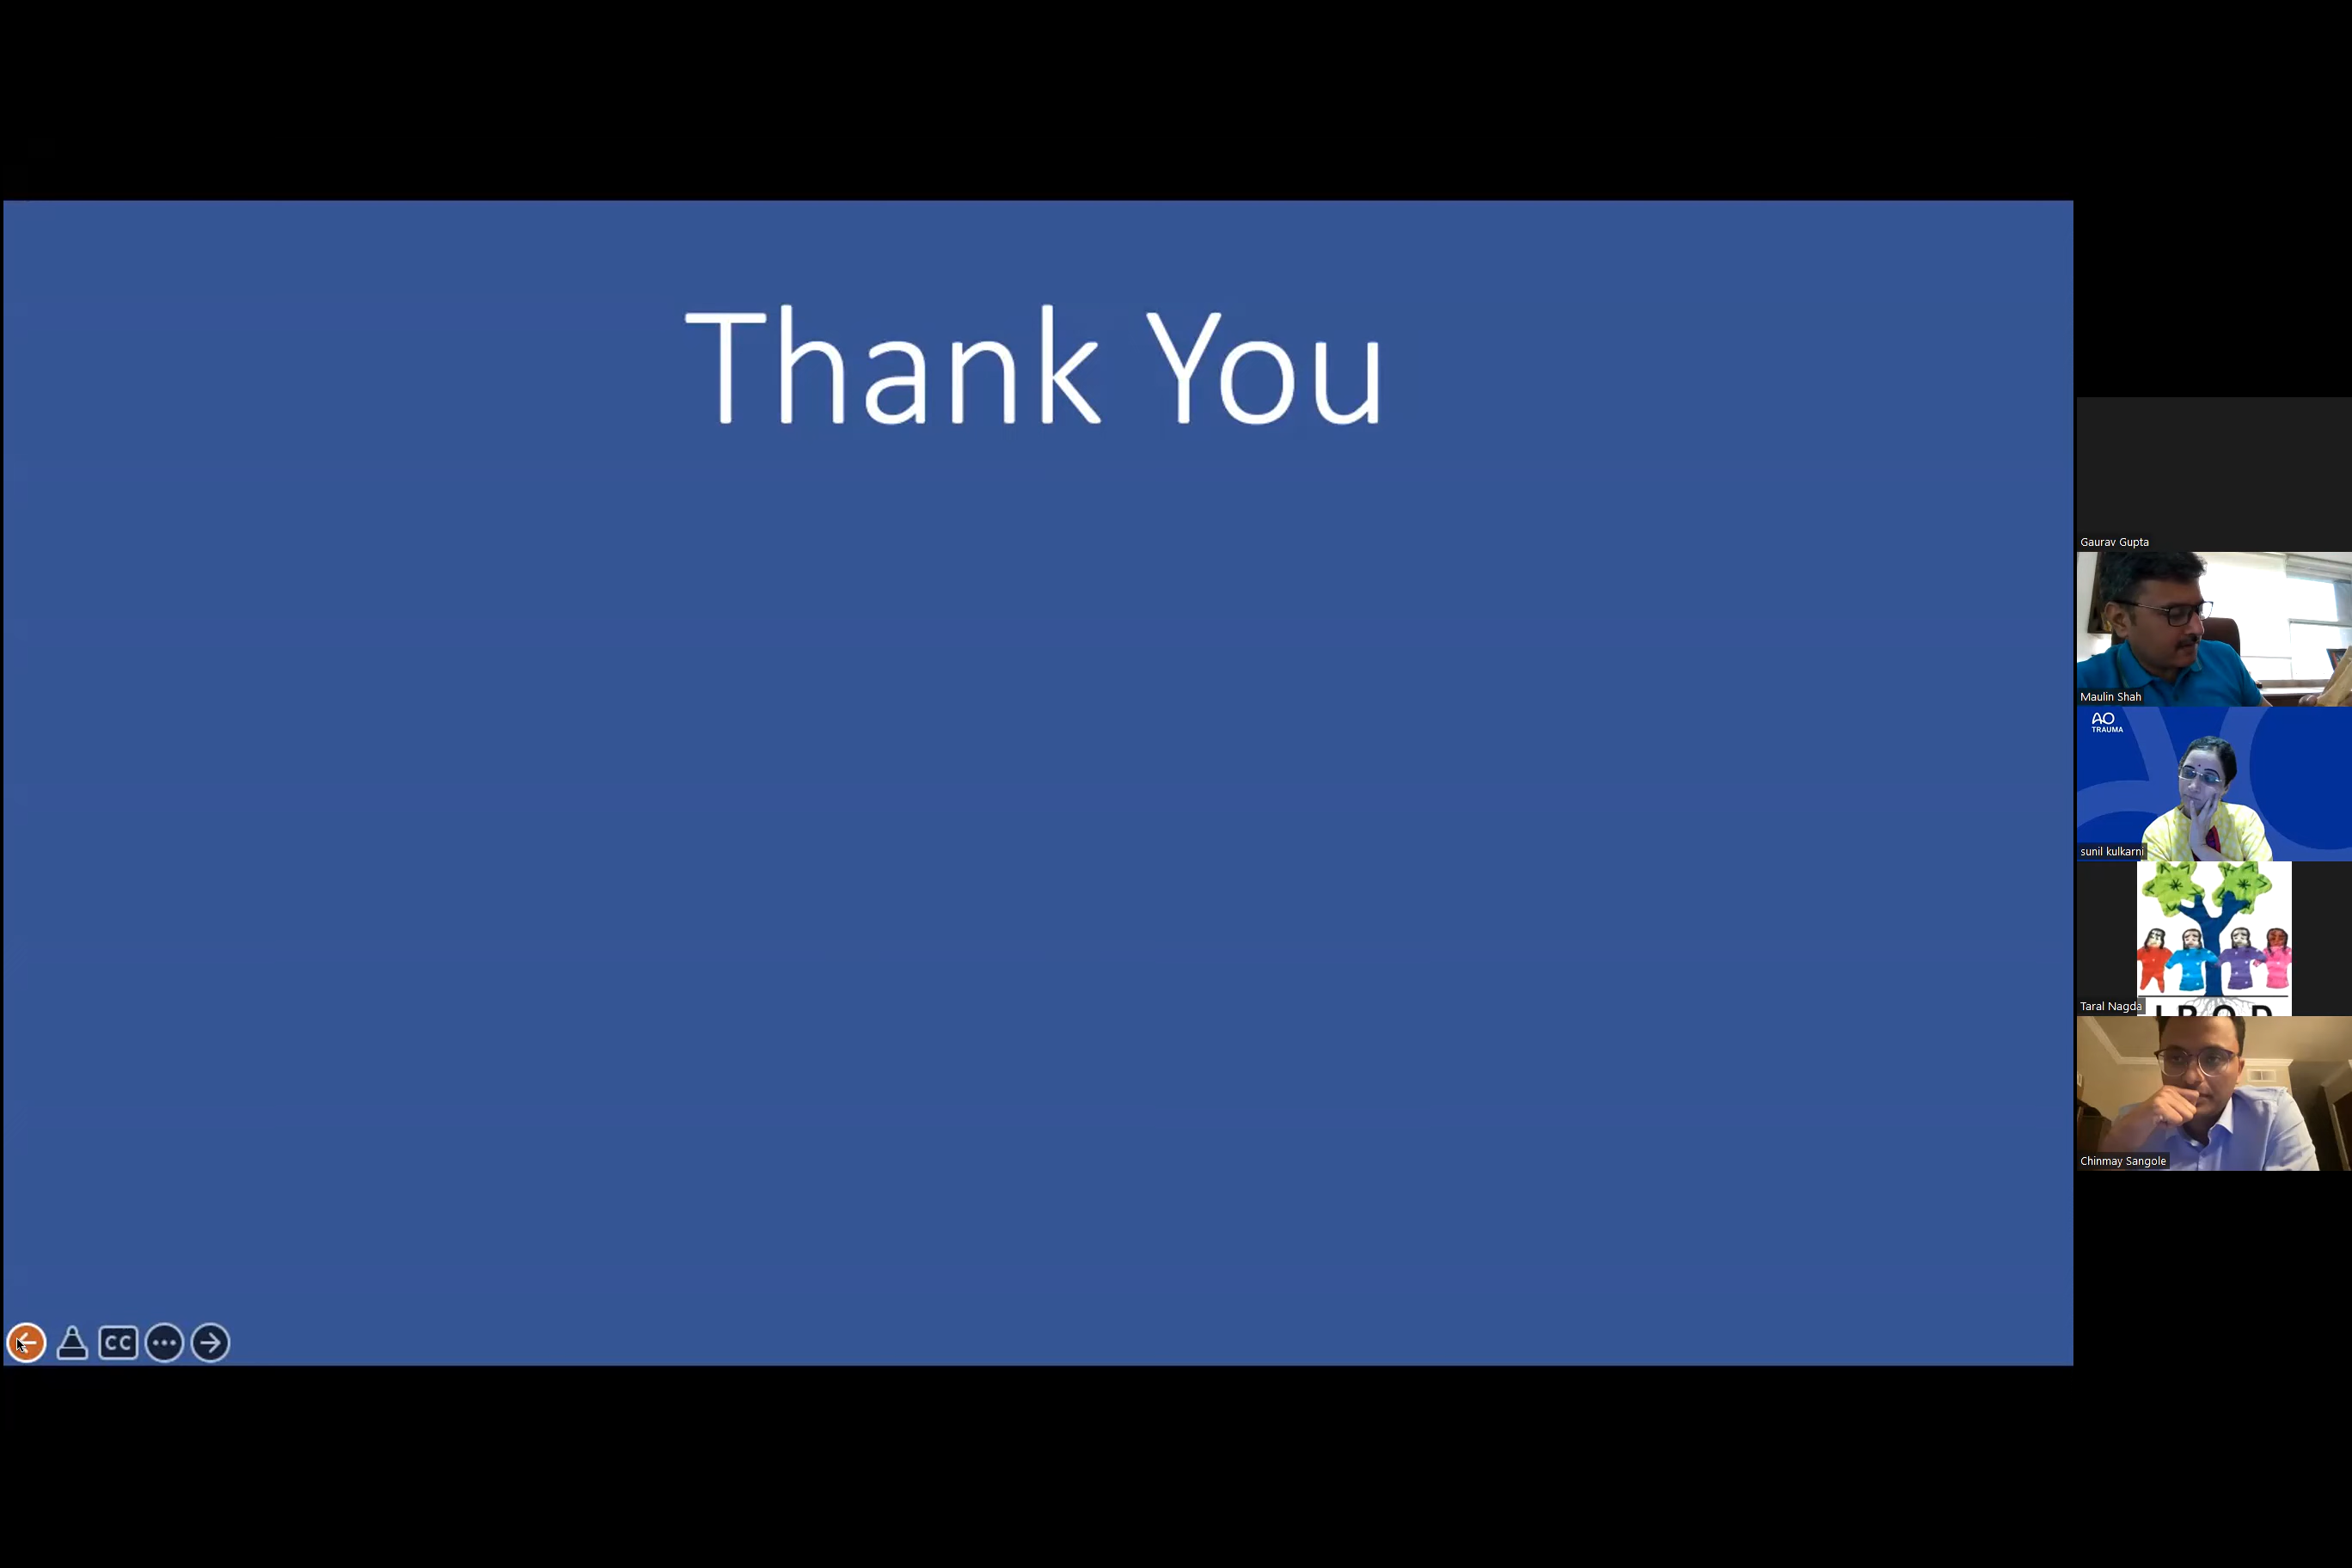 Thank You
Gaurav Gupta
Maulin Shah
AO
TRAUMA
sunil kulkarni
Taral Nagda
Chinmay Sangole
CC